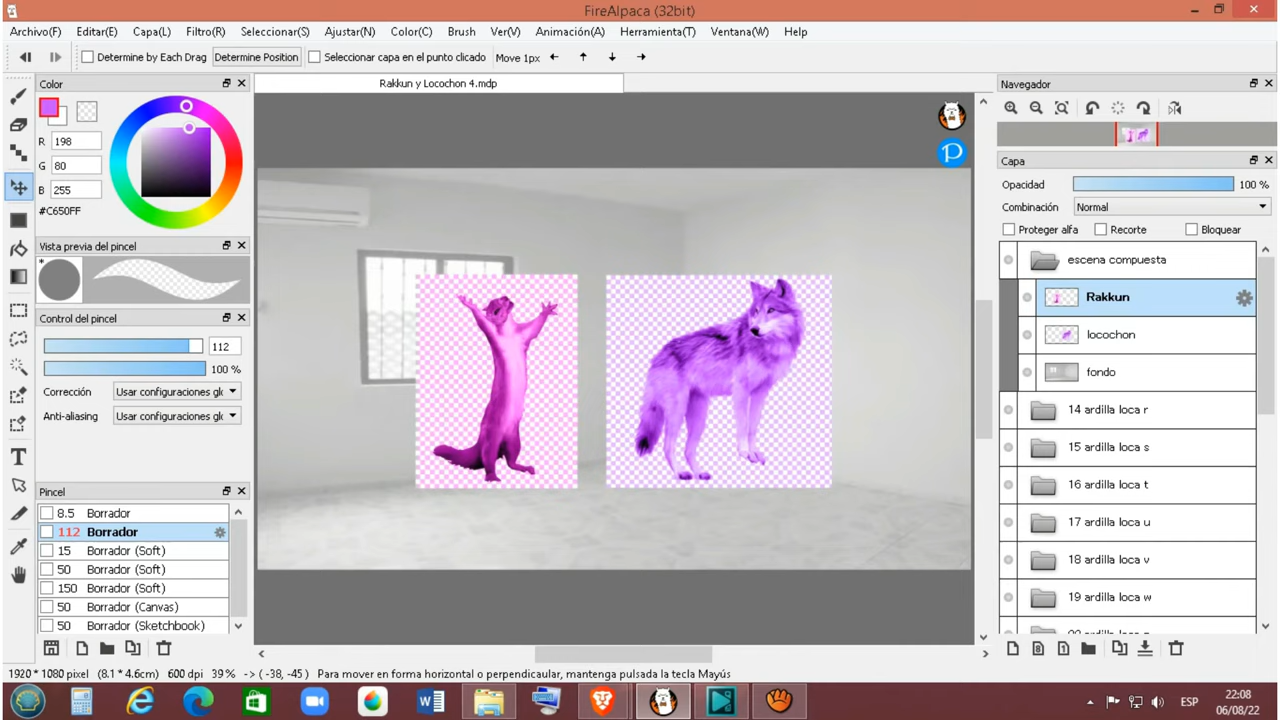 FireAlpaca (32bit)
Archivo(F) Editar(E) Capa(L) Filtro(R) Seleccionar(S) Ajustar(N) Color(C) Brush Ver(V) Animación(A) Herramienta(T) Ventana(W) Help
Determine by Each Drag Determine Position Seleccionar capa en el punto clicado Move 1px
Color
Rakkun y Locochon 4.mdp
Navegador
R 198
G 80
B 255
#C650FF
Capa
Opacidad 100 %
Combinación Normal
Proteger alfa Recorte Bloquear
Vista previa del pincel
escena compuesta
Rakkun
locochon
fondo
Control del pincel
112
100 %
Corrección Usar configuraciones gl
Anti-aliasing Usar configuraciones gl
14 ardilla loca r
15 ardilla loca s
16 ardilla loca t
17 ardilla loca u
18 ardilla loca v
19 ardilla loca w
Pincel
8.5 Borrador
112 Borrador
15 Borrador (Soft)
50 Borrador (Soft)
150 Borrador (Soft)
50 Borrador (Canvas)
50 Borrador (Sketchbook)
1920 * 1080 pixel (8.1 * 4.6cm) 600 dpi 39 % -> ( -38, -45 ) Para mover en forma horizontal o perpendicaular, mantenga pulsada la tecla Mayús
ESP
22:08
06/08/22